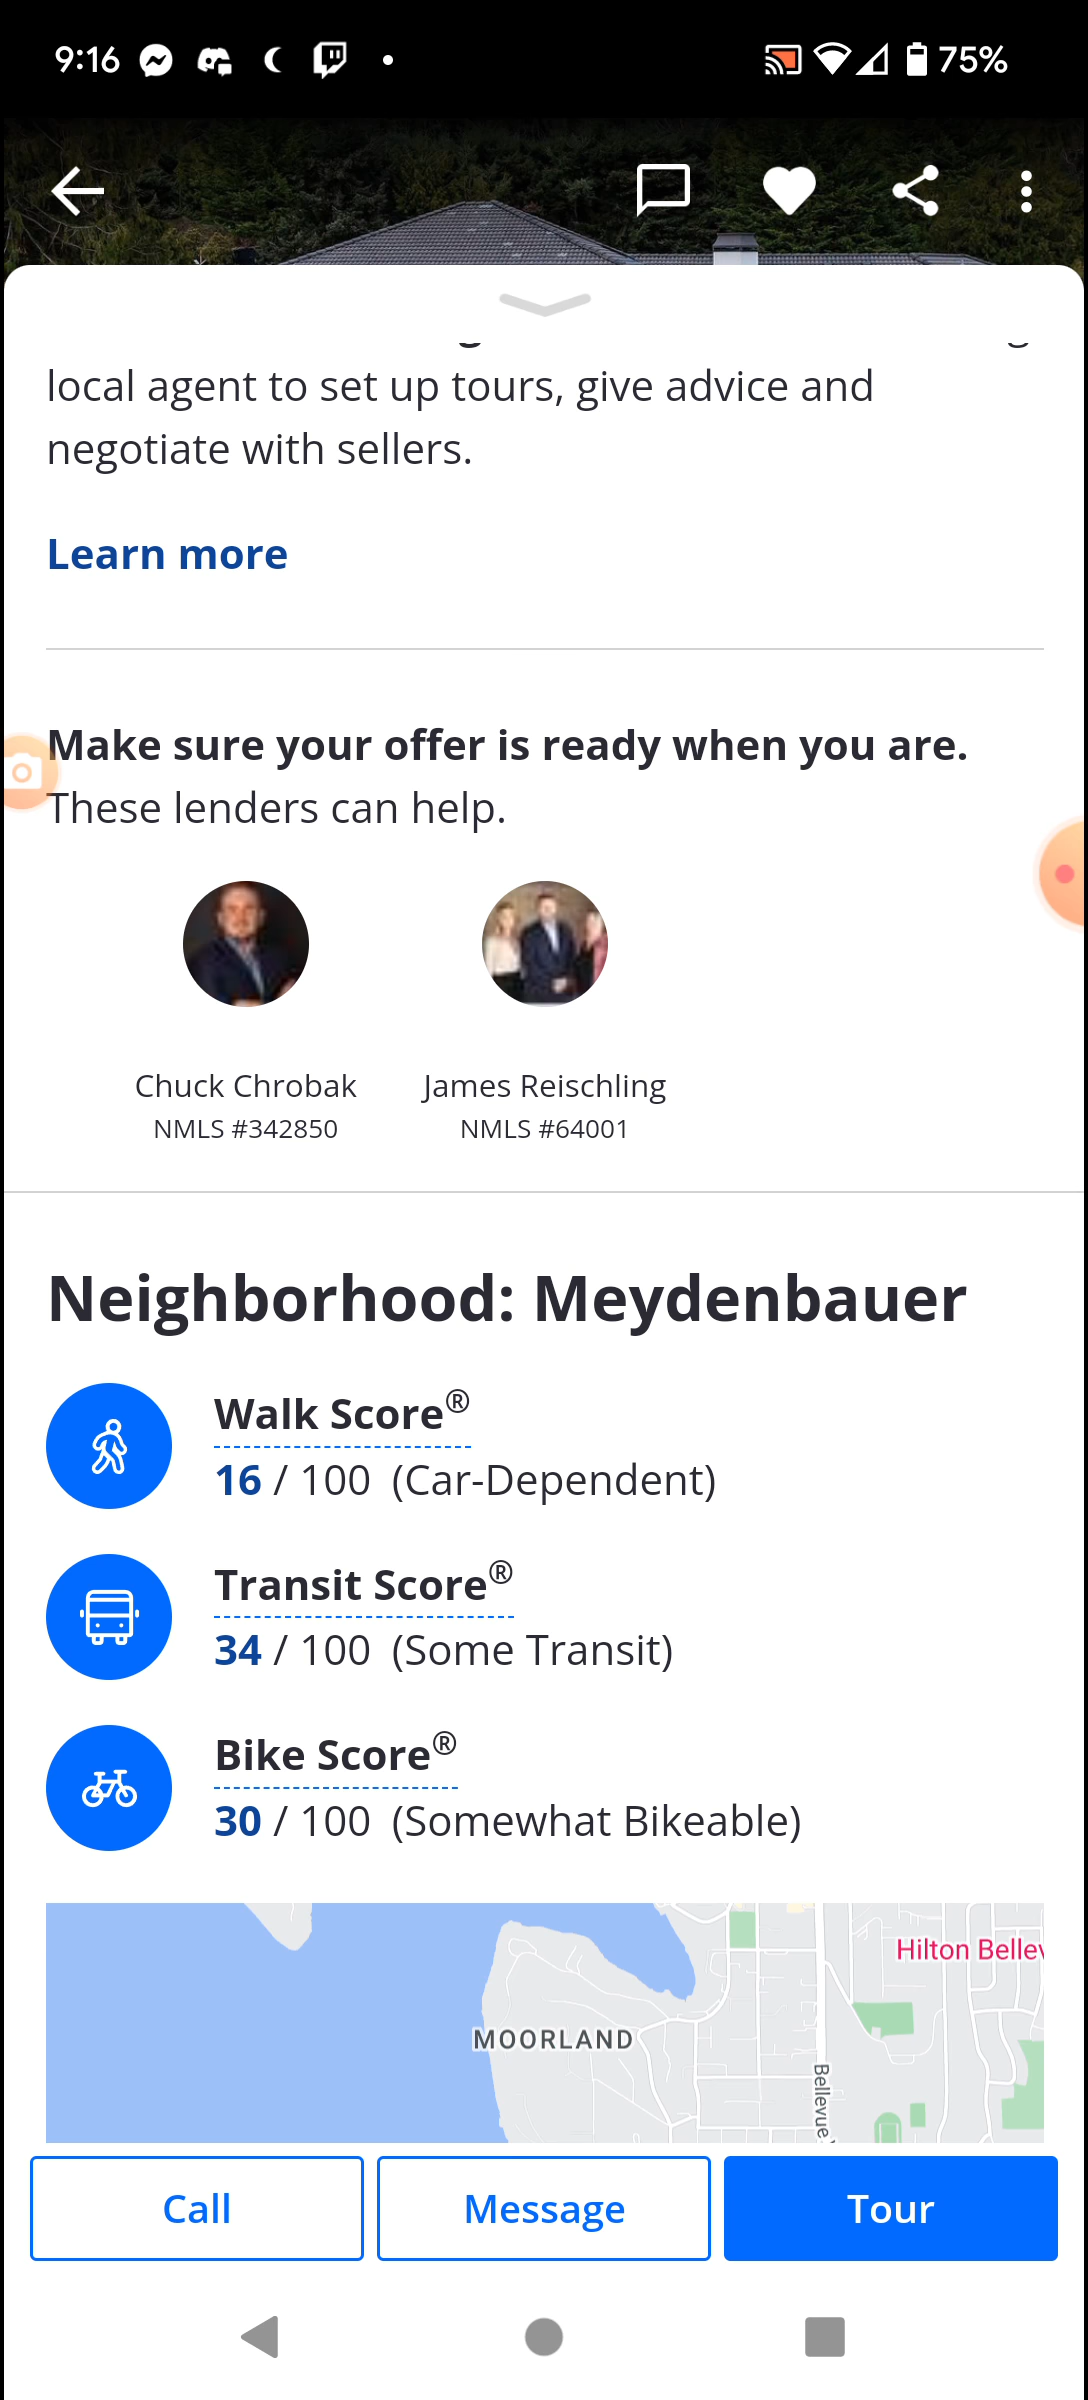 9:16
75%
local agent to set up tours, give advice and
negotiate with sellers.
Learn more
Make sure your offer is ready when you are.
These lenders can help.
Chuck Chrobak
NMLS #342850
James Reischling
NMLS #64001
Neighborhood: Meydenbauer
Walk Score®
16 / 100 (Car-Dependent)
Transit Score®
34 / 100 (Some Transit)
Bike Score®
30 / 100 (Somewhat Bikeable)
Hilton Bellev
MOORLAND
Bellevue
Call
Message
Tour